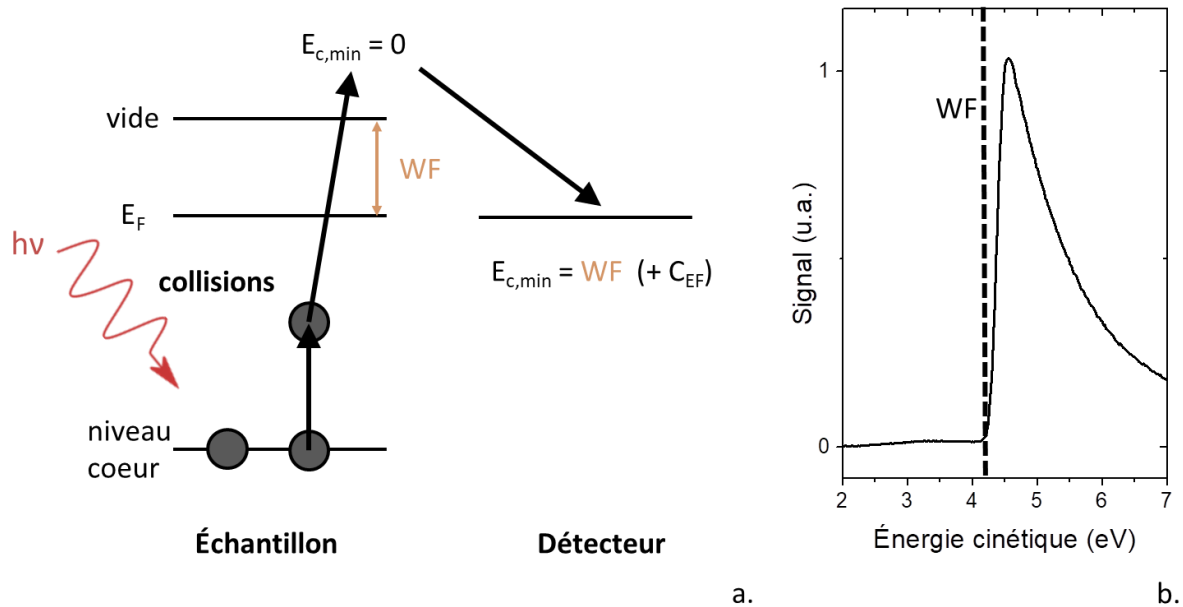 E_c,min = 0
vide
WF
E_F
hν
collisions
E_c,min = WF (+ C_EF)
niveau
coeur
Échantillon
Détecteur
a.
1
WF
Signal (u.a.)
0
2 3 4 5 6 7
Énergie cinétique (eV)
b.